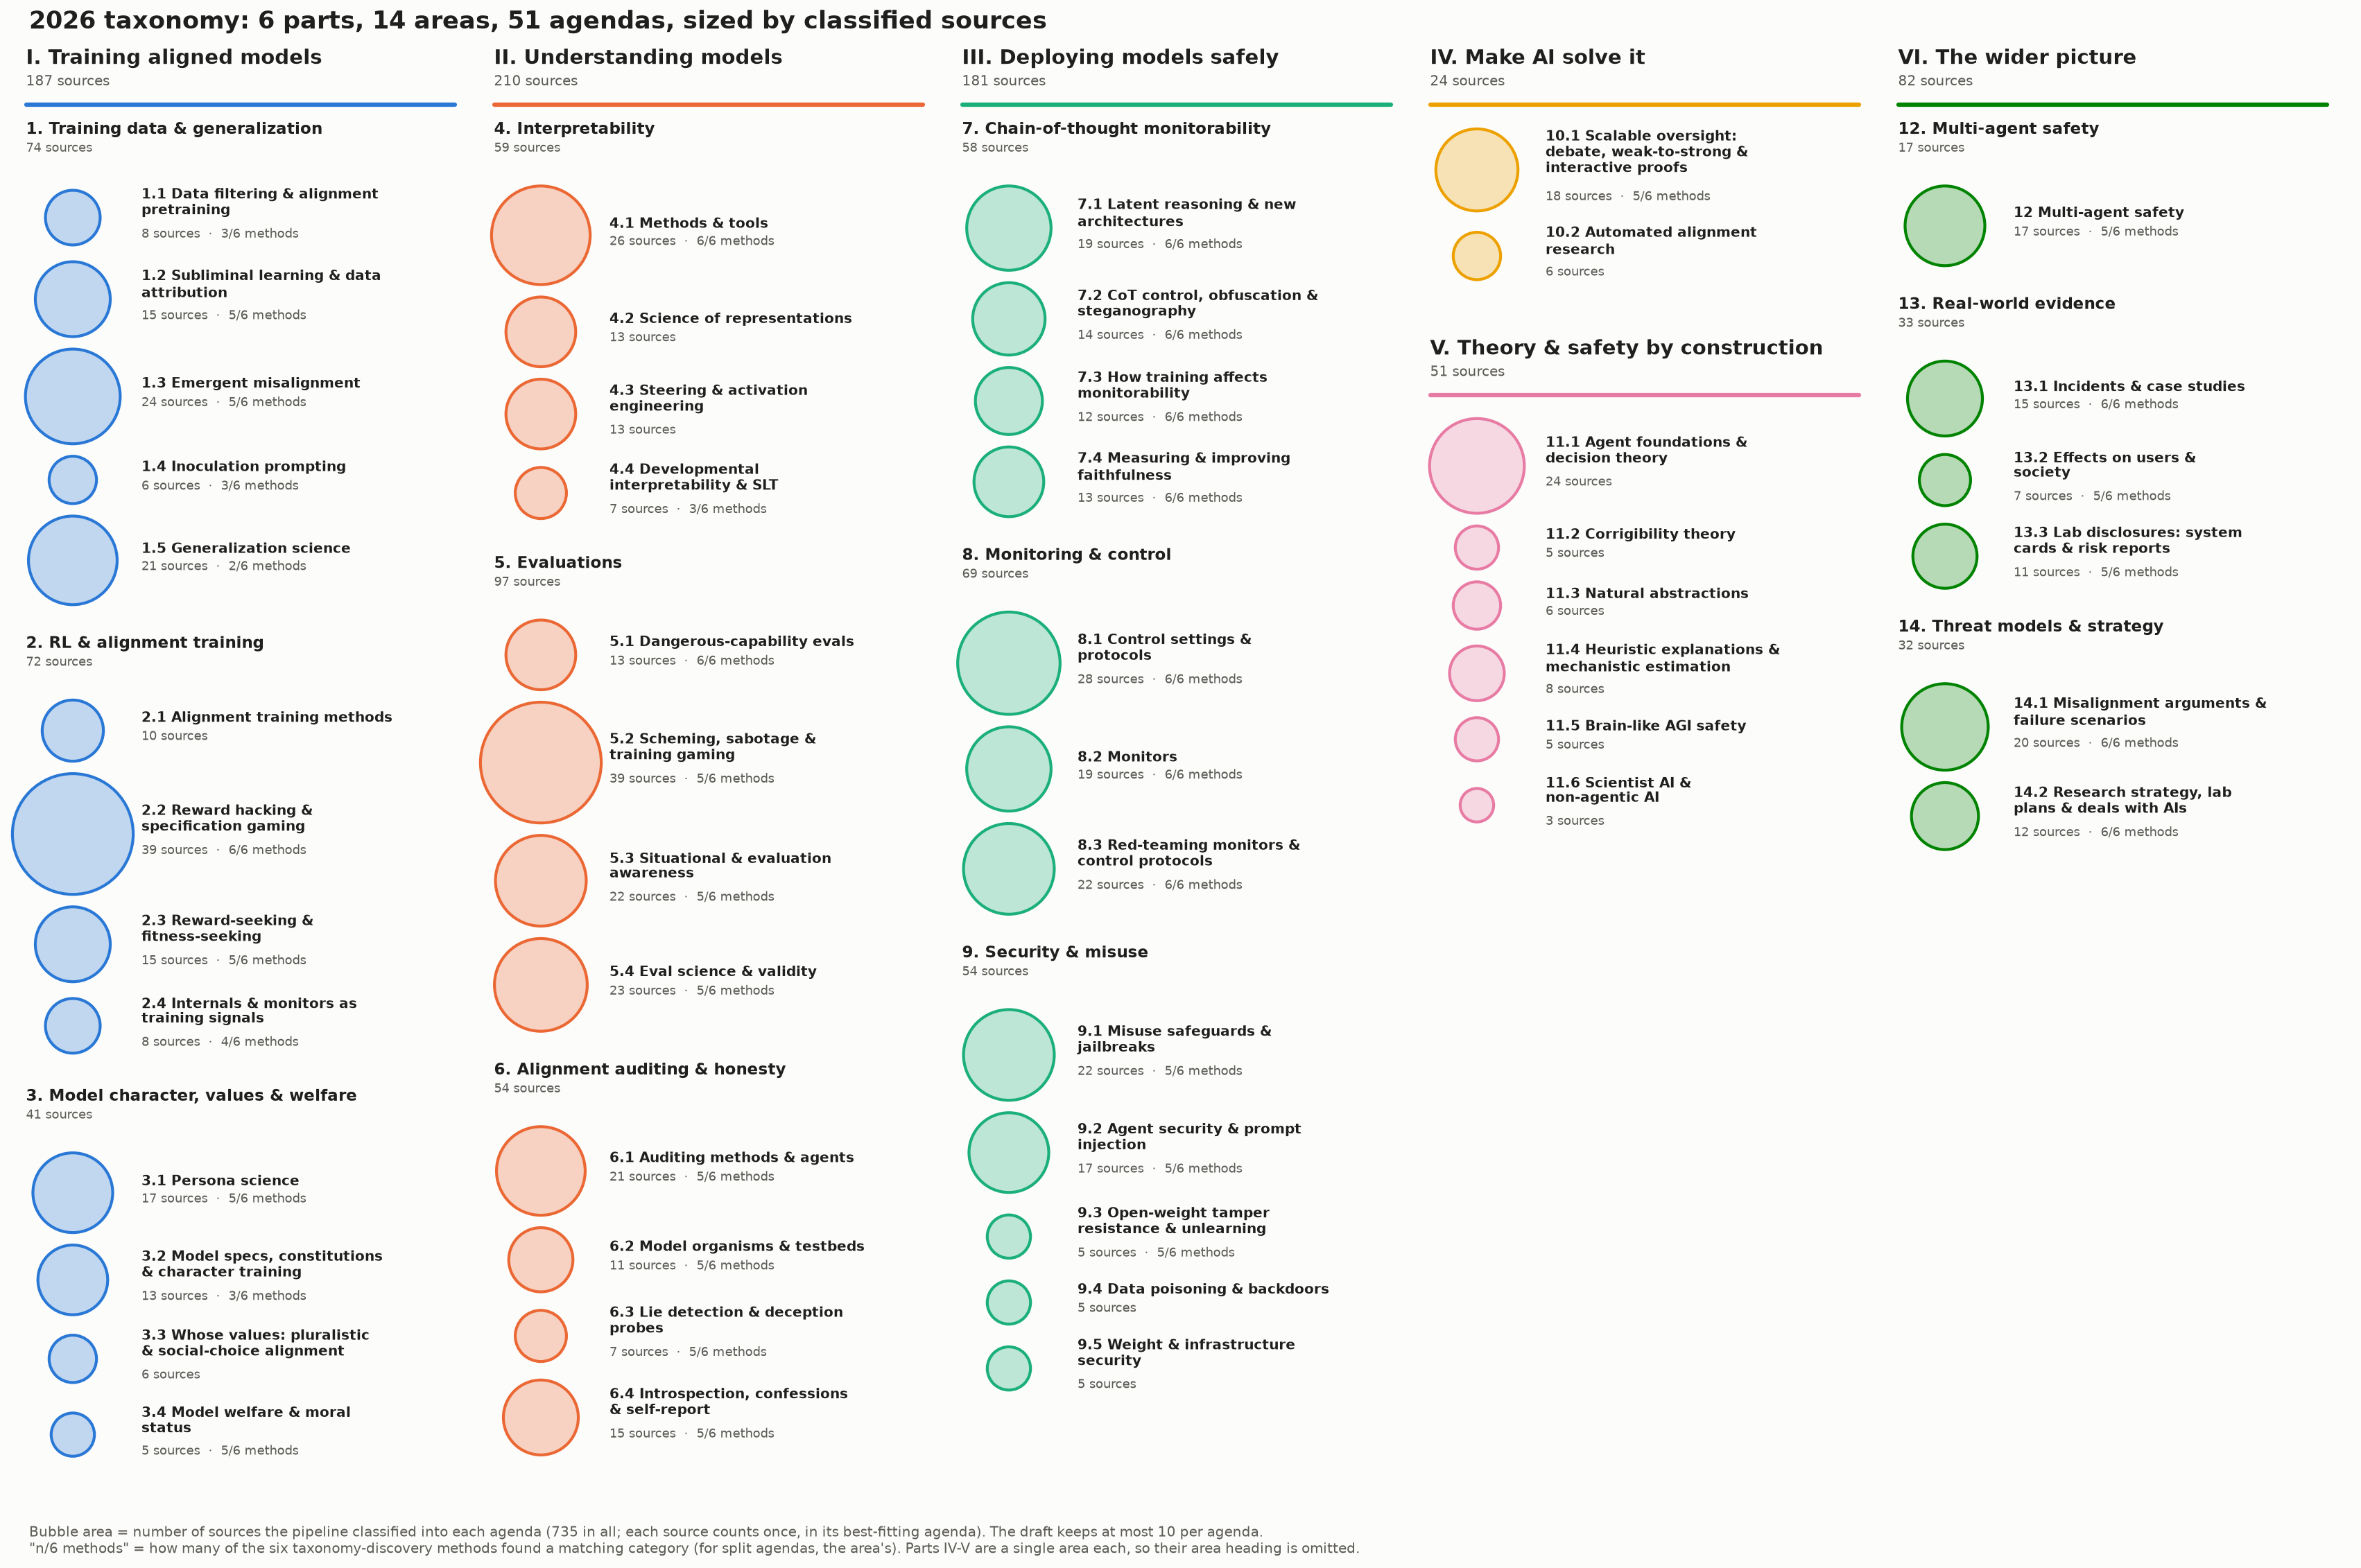 2026 taxonomy: 6 parts, 14 areas, 51 agendas, sized by classified sources
I. Training aligned models
187 sources
1. Training data & generalization
74 sources
1.1 Data filtering & alignment
pretraining
8 sources · 3/6 methods
1.2 Subliminal learning & data
attribution
15 sources · 5/6 methods
1.3 Emergent misalignment
24 sources · 5/6 methods
1.4 Inoculation prompting
6 sources · 3/6 methods
1.5 Generalization science
21 sources · 2/6 methods
2. RL & alignment training
72 sources
2.1 Alignment training methods
10 sources
2.2 Reward hacking &
specification gaming
39 sources · 6/6 methods
2.3 Reward-seeking &
fitness-seeking
15 sources · 5/6 methods
2.4 Internals & monitors as
training signals
8 sources · 4/6 methods
3. Model character, values & welfare
41 sources
3.1 Persona science
17 sources · 5/6 methods
3.2 Model specs, constitutions
& character training
13 sources · 3/6 methods
3.3 Whose values: pluralistic
& social-choice alignment
6 sources
3.4 Model welfare & moral
status
5 sources · 5/6 methods
II. Understanding models
210 sources
4. Interpretability
59 sources
4.1 Methods & tools
26 sources · 6/6 methods
4.2 Science of representations
13 sources
4.3 Steering & activation
engineering
13 sources
4.4 Developmental
interpretability & SLT
7 sources · 3/6 methods
5. Evaluations
97 sources
5.1 Dangerous-capability evals
13 sources · 6/6 methods
5.2 Scheming, sabotage &
training gaming
39 sources · 5/6 methods
5.3 Situational & evaluation
awareness
22 sources · 5/6 methods
5.4 Eval science & validity
23 sources · 5/6 methods
6. Alignment auditing & honesty
54 sources
6.1 Auditing methods & agents
21 sources · 5/6 methods
6.2 Model organisms & testbeds
11 sources · 5/6 methods
6.3 Lie detection & deception
probes
7 sources · 5/6 methods
6.4 Introspection, confessions
& self-report
15 sources · 5/6 methods
III. Deploying models safely
181 sources
7. Chain-of-thought monitorability
58 sources
7.1 Latent reasoning & new
architectures
19 sources · 6/6 methods
7.2 CoT control, obfuscation &
steganography
14 sources · 6/6 methods
7.3 How training affects
monitorability
12 sources · 6/6 methods
7.4 Measuring & improving
faithfulness
13 sources · 6/6 methods
8. Monitoring & control
69 sources
8.1 Control settings &
protocols
28 sources · 6/6 methods
8.2 Monitors
19 sources · 6/6 methods
8.3 Red-teaming monitors &
control protocols
22 sources · 6/6 methods
9. Security & misuse
54 sources
9.1 Misuse safeguards &
jailbreaks
22 sources · 5/6 methods
9.2 Agent security & prompt
injection
17 sources · 5/6 methods
9.3 Open-weight tamper
resistance & unlearning
5 sources · 5/6 methods
9.4 Data poisoning & backdoors
5 sources
9.5 Weight & infrastructure
security
5 sources
IV. Make AI solve it
24 sources
10.1 Scalable oversight:
debate, weak-to-strong &
interactive proofs
18 sources · 5/6 methods
10.2 Automated alignment
research
6 sources
V. Theory & safety by construction
51 sources
11.1 Agent foundations &
decision theory
24 sources
11.2 Corrigibility theory
5 sources
11.3 Natural abstractions
6 sources
11.4 Heuristic explanations &
mechanistic estimation
8 sources
11.5 Brain-like AGI safety
5 sources
11.6 Scientist AI &
non-agentic AI
3 sources
VI. The wider picture
82 sources
12. Multi-agent safety
17 sources
12 Multi-agent safety
17 sources · 5/6 methods
13. Real-world evidence
33 sources
13.1 Incidents & case studies
15 sources · 6/6 methods
13.2 Effects on users &
society
7 sources · 5/6 methods
13.3 Lab disclosures: system
cards & risk reports
11 sources · 5/6 methods
14. Threat models & strategy
32 sources
14.1 Misalignment arguments &
failure scenarios
20 sources · 6/6 methods
14.2 Research strategy, lab
plans & deals with AIs
12 sources · 6/6 methods
Bubble area = number of sources the pipeline classified into each agenda (735 in all; each source counts once, in its best-fitting agenda). The draft keeps at most 10 per agenda.
"n/6 methods" = how many of the six taxonomy-discovery methods found a matching category (for split agendas, the area's). Parts IV-V are a single area each, so their area heading is omitted.